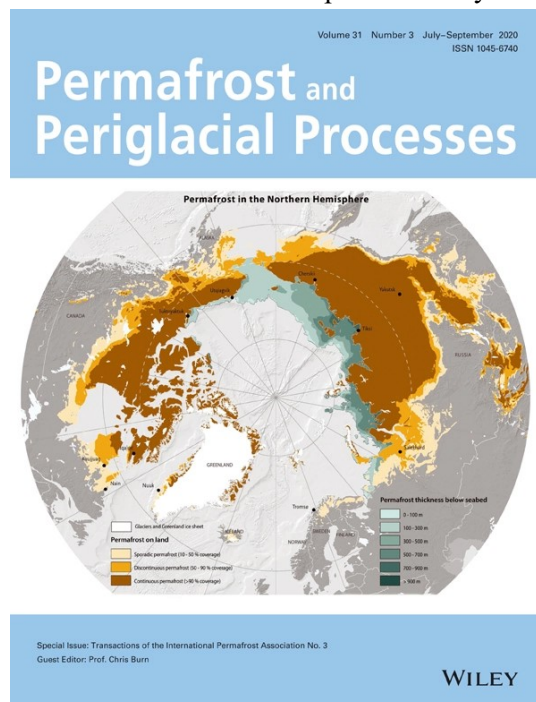 Volume 31 Number 3 July–September 2020
ISSN 1045-6740
Permafrost and
Periglacial Processes
Permafrost in the Northern Hemisphere
CANADA
RUSSIA
GREENLAND
Nuuk
Nain
Tromsø
NORWAY
SWEDEN
FINLAND
ICELAND
Glaciers and Greenland ice sheet
Permafrost on land
Sporadic permafrost (10 - 50 % coverage)
Discontinuous permafrost (50 - 90 % coverage)
Continuous permafrost (>90 % coverage)
Permafrost thickness below seabed
0 - 100 m
100 - 300 m
300 - 500 m
500 - 700 m
700 - 900 m
> 900 m
Special Issue: Transactions of the International Permafrost Association No. 3
Guest Editor: Prof. Chris Burn
WILEY